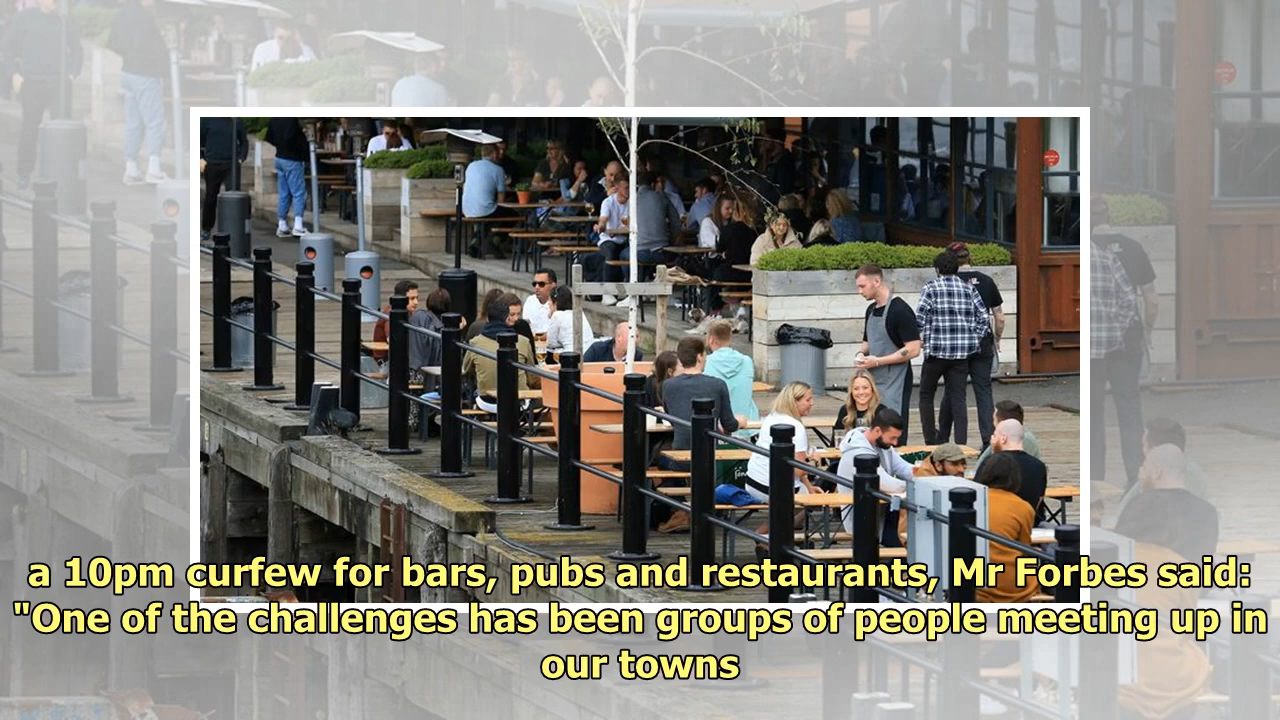 a 10pm curfew for bars, pubs and restaurants, Mr Forbes said:
"One of the challenges has been groups of people meeting up in
our towns